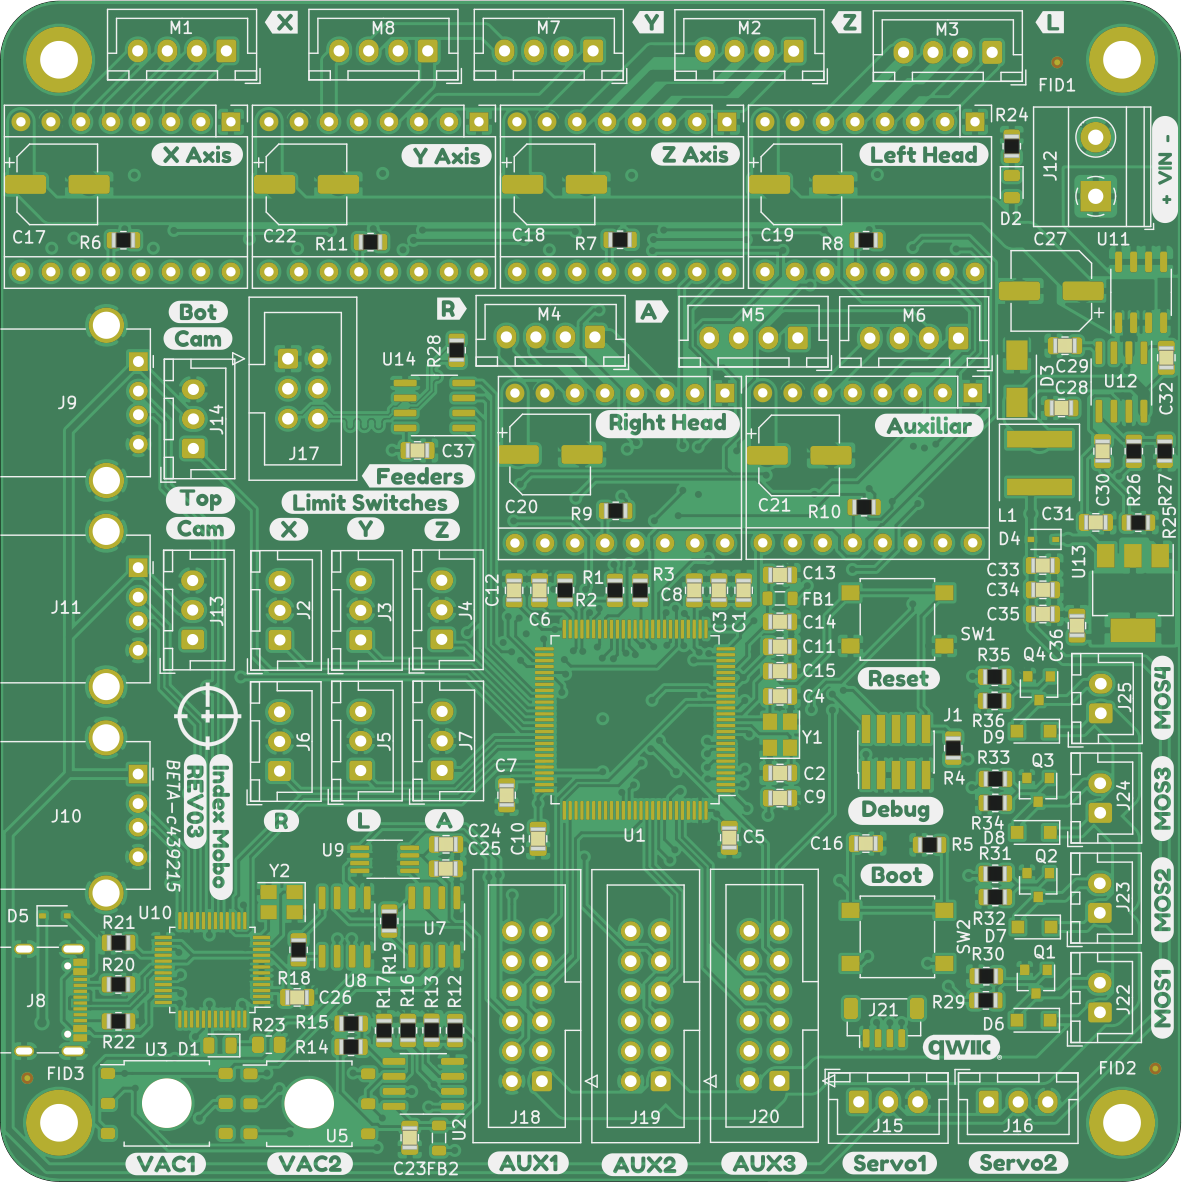 M1
X
M8
M7
Y
M2
Z
M3
L
FID1
R24
X Axis
Y Axis
Z Axis
Left Head
J12
+ VIN -
D2
C17
R6
C22
R11
C18
R7
C19
R8
C27
U11
+
Bot
Cam
R
M4
A
M5
M6
U14
R28
C29
D3
C28
U12
C32
J9
J14
J17
Right Head
Auxiliar
C37
Feeders
Limit Switches
Top
Cam
X
Y
Z
C20
R9
C21
R10
C30
R26
R27
L1
C31
R25
D4
U13
J11
J13
J2
J3
J4
C12
C6
R1
R2
R3
C8
C3
C1
C13
FB1
C14
C11
C15
C4
C33
C34
C35
C36
SW1
Reset
R35
Q4
R36
D9
J25
MOS4
J6
J5
J7
Y1
J1
R4
C2
C9
R33
Q3
R34
D8
J24
MOS3
Index Mobo
REV03
BETA-c439215
J10
R
L
A
C7
C10
U1
C5
Debug
C16
R5
C24
C25
U9
Boot
R31
Q2
R32
D7
J23
MOS2
Y2
D5
R21
U10
U7
R19
U8
SW2
R20
R18
C26
J8
R22
R17
R16
R13
R12
R15
R14
R23
D1
U3
R30
Q1
R29
D6
J22
MOS1
J21
qwiic
FID3
FID2
U5
U2
C23
FB2
J18
J19
J20
J15
J16
VAC1
VAC2
AUX1
AUX2
AUX3
Servo1
Servo2